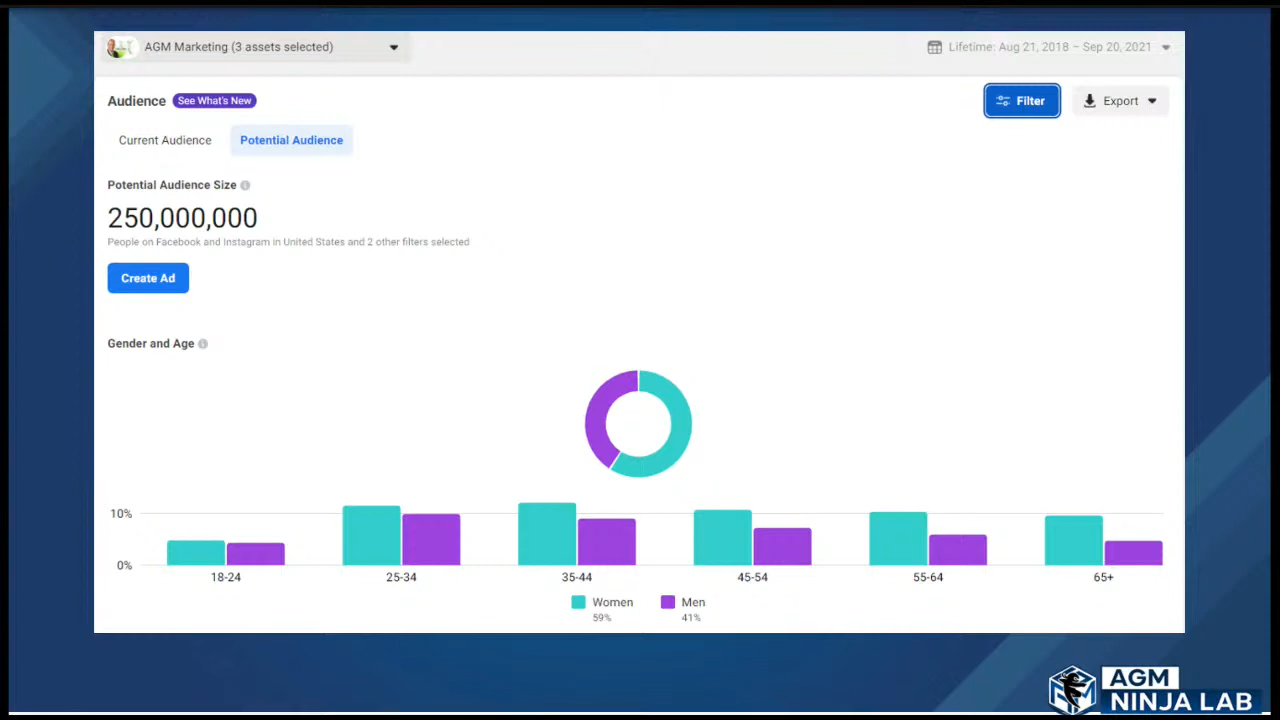 AGM Marketing (3 assets selected)
Lifetime: Aug 21, 2018 – Sep 20, 2021
Audience See What's New
Filter
Export
Current Audience
Potential Audience
Potential Audience Size
250,000,000
People on Facebook and Instagram in United States and 2 other filters selected
Create Ad
Gender and Age
10%
0%
18-24
25-34
35-44
45-54
55-64
65+
Women
59%
Men
41%
AGM
NINJA LAB